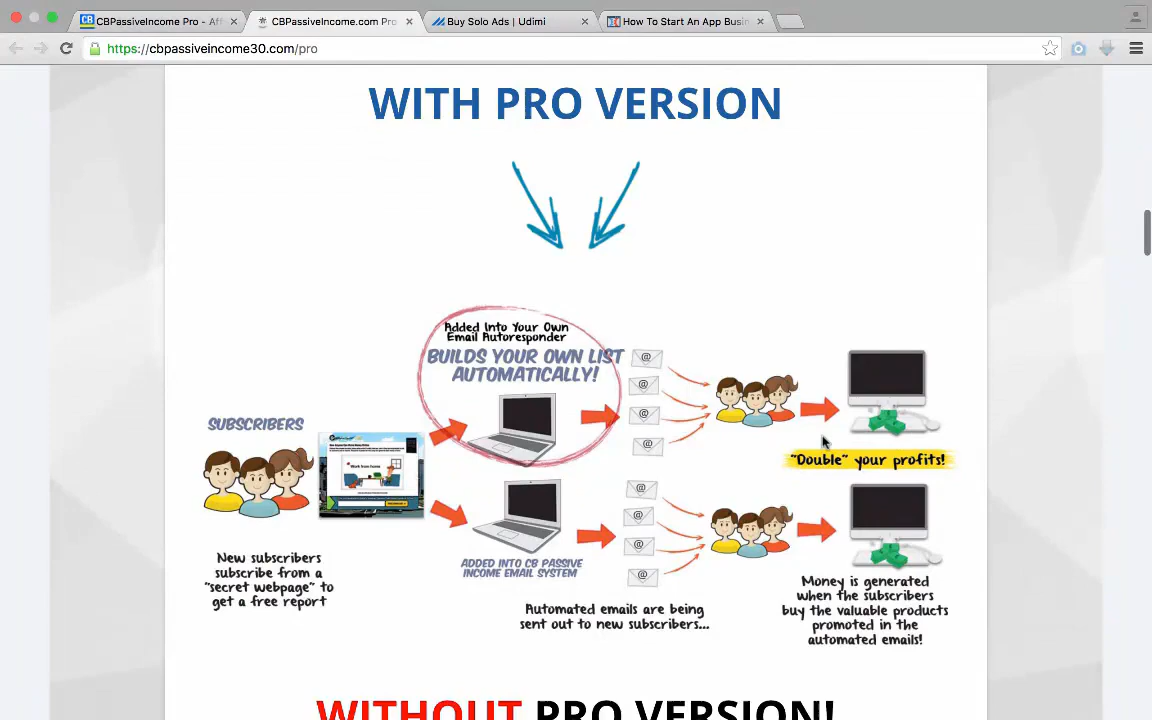 CBPassiveIncome Pro - Aff
CBPassiveIncome.com Pro
Buy Solo Ads | Udimi
How To Start An App Busin
https://cbpassiveincome30.com/pro
WITH PRO VERSION
Added Into Your Own
Email Autoresponder
BUILDS YOUR OWN LIST
AUTOMATICALLY!
SUBSCRIBERS
Work from home
"Double" your profits!
New subscribers
subscribe from a
"secret webpage" to
get a free report
ADDED INTO CB PASSIVE
INCOME EMAIL SYSTEM
Automated emails are being
sent out to new subscribers...
Money is generated
when the subscribers
buy the valuable products
promoted in the
automated emails!
WITHOUT PRO VERSION!